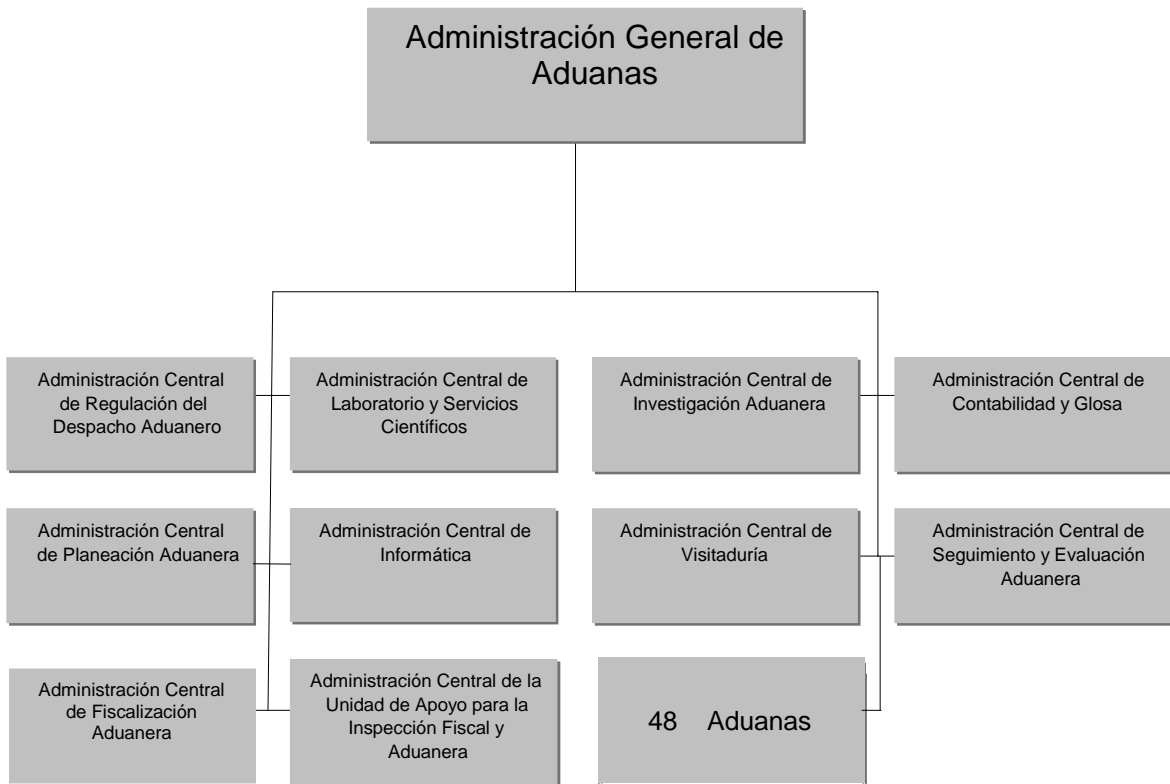 Administración General de
Aduanas
Administración Central
de Regulación del
Despacho Aduanero
Administración Central de
Laboratorio y Servicios
Científicos
Administración Central de
Investigación Aduanera
Administración Central de
Contabilidad y Glosa
Administración Central
de Planeación Aduanera
Administración Central de
Informática
Administración Central de
Visitaduría
Administración Central de
Seguimiento y Evaluación
Aduanera
Administración Central
de Fiscalización
Aduanera
Administración Central de la
Unidad de Apoyo para la
Inspección Fiscal y
Aduanera
48 Aduanas